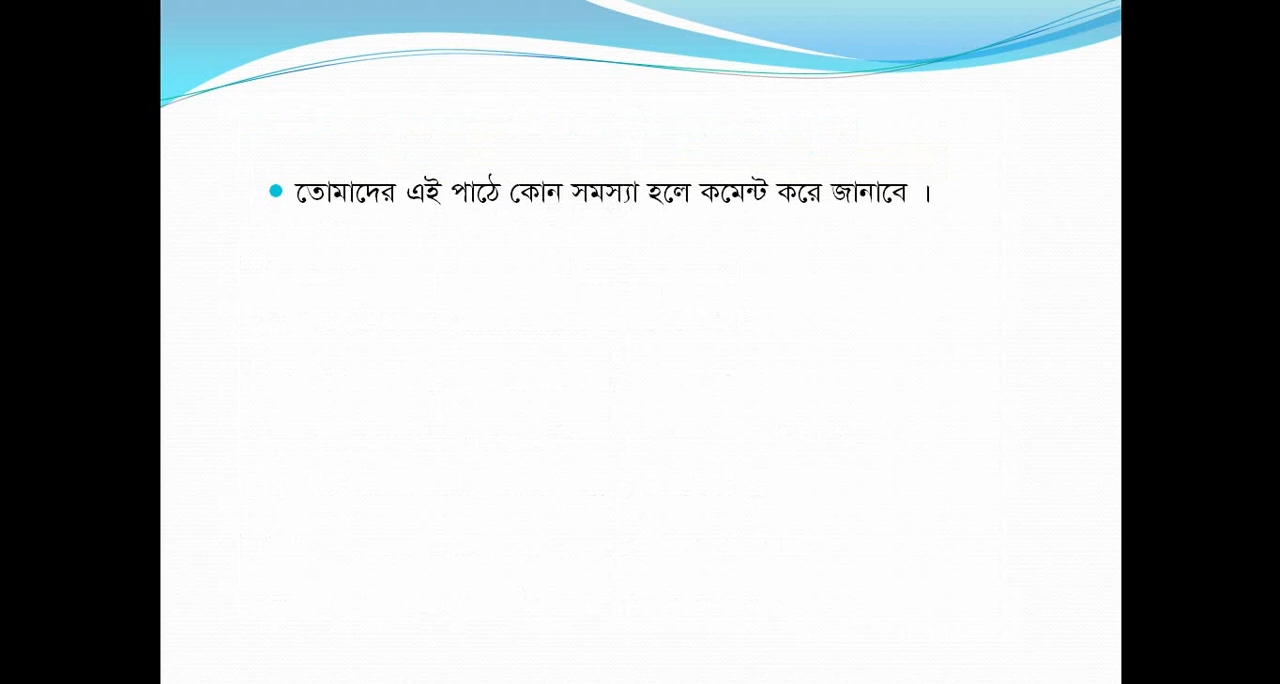 তোমাদের এই পাঠে কোন সমস্যা হলে কমেন্ট করে জানাবে ।